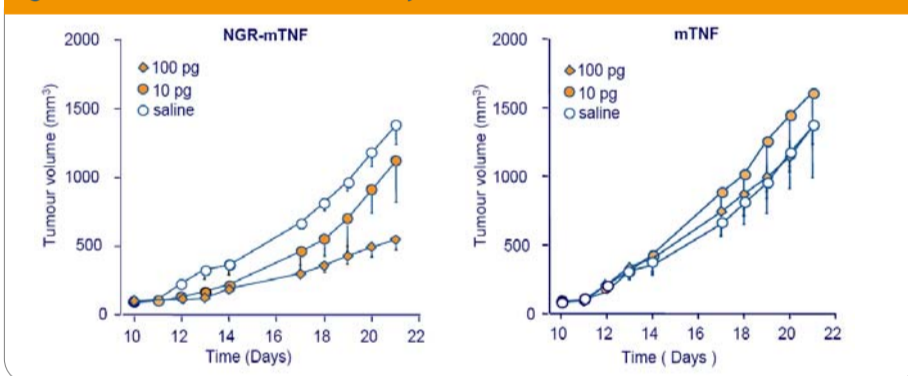 NGR-mTNF
2000
1500
1000
500
0
Tumour volume (mm³)
100 pg
10 pg
saline
10 12 14 16 18 20 22
Time (Days)
mTNF
2000
1500
1000
500
0
Tumour volume (mm³)
100 pg
10 pg
saline
10 12 14 16 18 20 22
Time ( Days )